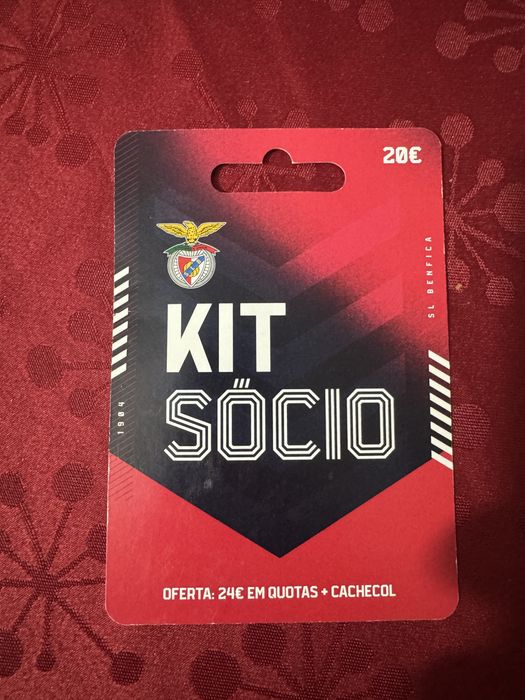 20€
SL BENFICA
KIT
SÓCIO
1904
OFERTA: 24€ EM QUOTAS + CACHECOL